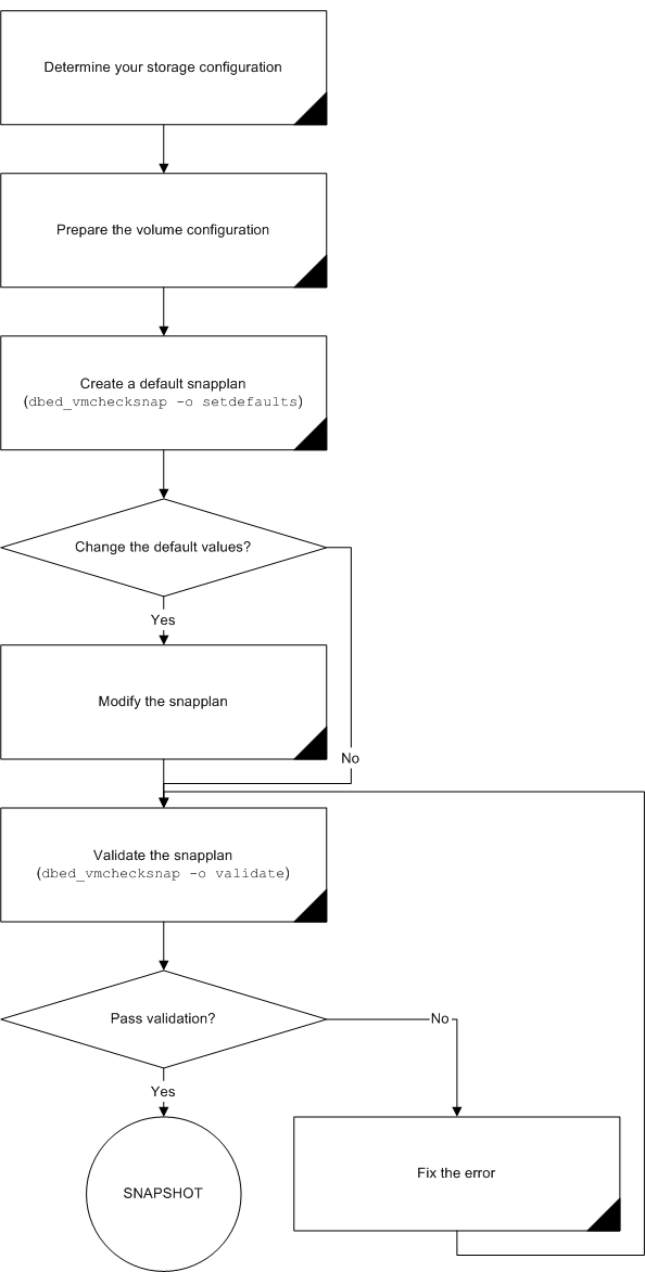 Determine your storage configuration
Prepare the volume configuration
Create a default snapplan
(dbed_vmchecksnap -o setdefaults)
Change the default values?
Yes
Modify the snapplan
No
Validate the snapplan
(dbed_vmchecksnap -o validate)
Pass validation?
No
Yes
SNAPSHOT
Fix the error